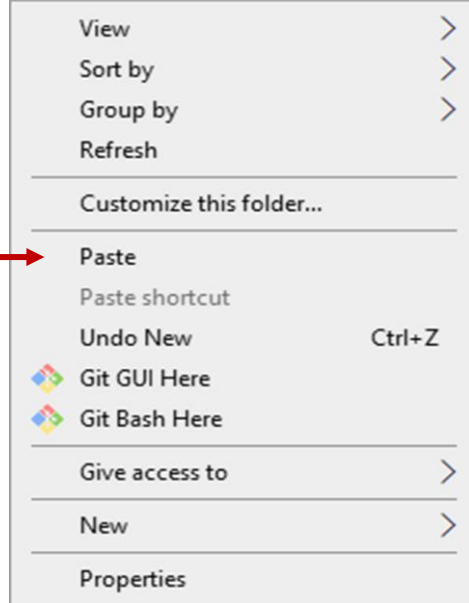 View
Sort by
Group by
Refresh
Customize this folder...
Paste
Paste shortcut
Undo New Ctrl+Z
Git GUI Here
Git Bash Here
Give access to
New
Properties